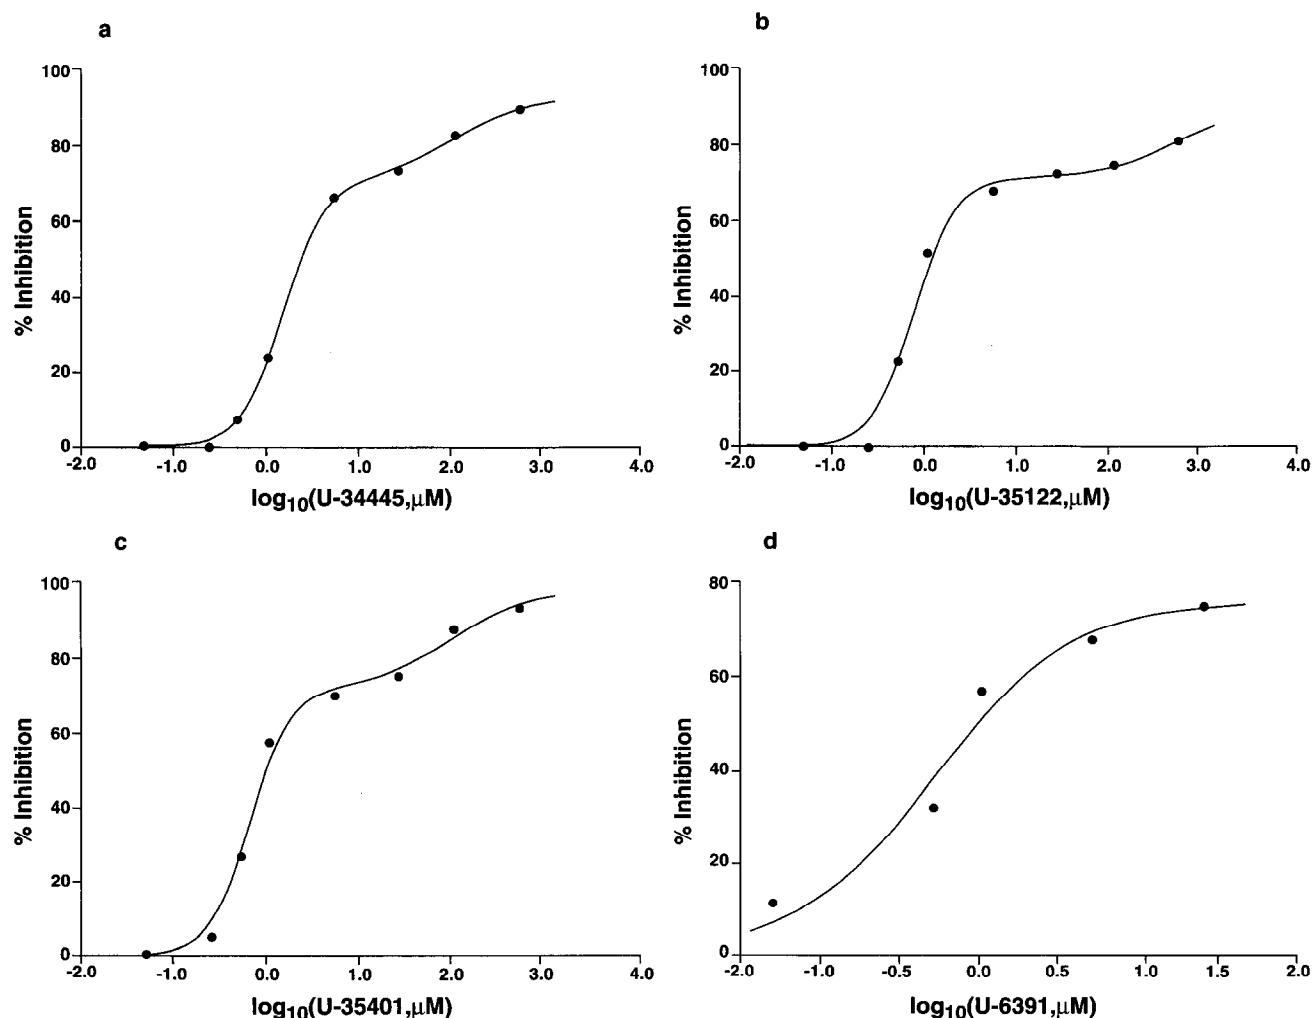 a
100
80
60
40
20
0
% Inhibition
-2.0 -1.0 0.0 1.0 2.0 3.0 4.0
log10(U-34445,μM)
b
100
80
60
40
20
0
% Inhibition
-2.0 -1.0 0.0 1.0 2.0 3.0 4.0
log10(U-35122,μM)
c
100
80
60
40
20
0
% Inhibition
-2.0 -1.0 0.0 1.0 2.0 3.0 4.0
log10(U-35401,μM)
d
80
60
40
20
0
% Inhibition
-2.0 -1.0 -0.5 0.0 0.5 1.0 1.5 2.0
log10(U-6391,μM)